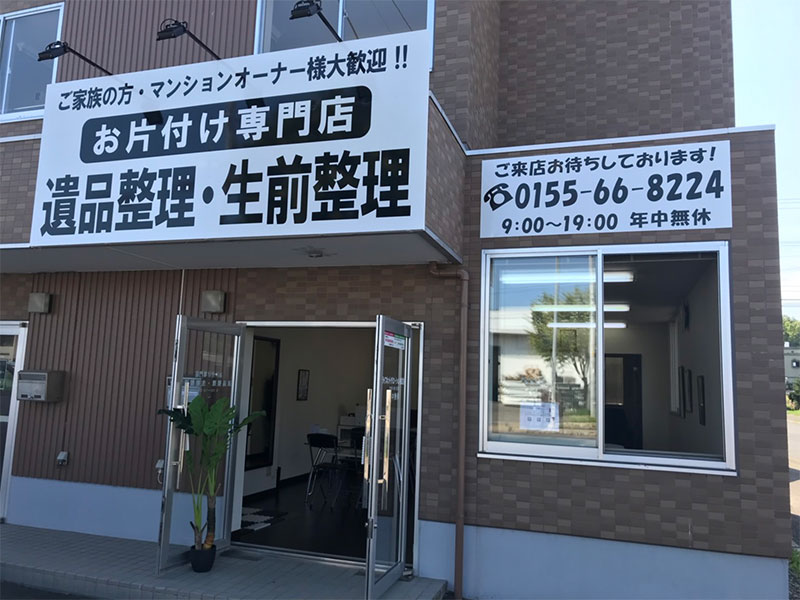 ご家族の方・マンションオーナー様大歓迎!!
お片付け専門店
遺品整理・生前整理
ご来店お待ちしております!
☎0155-66-8224
9:00~19:00 年中無休